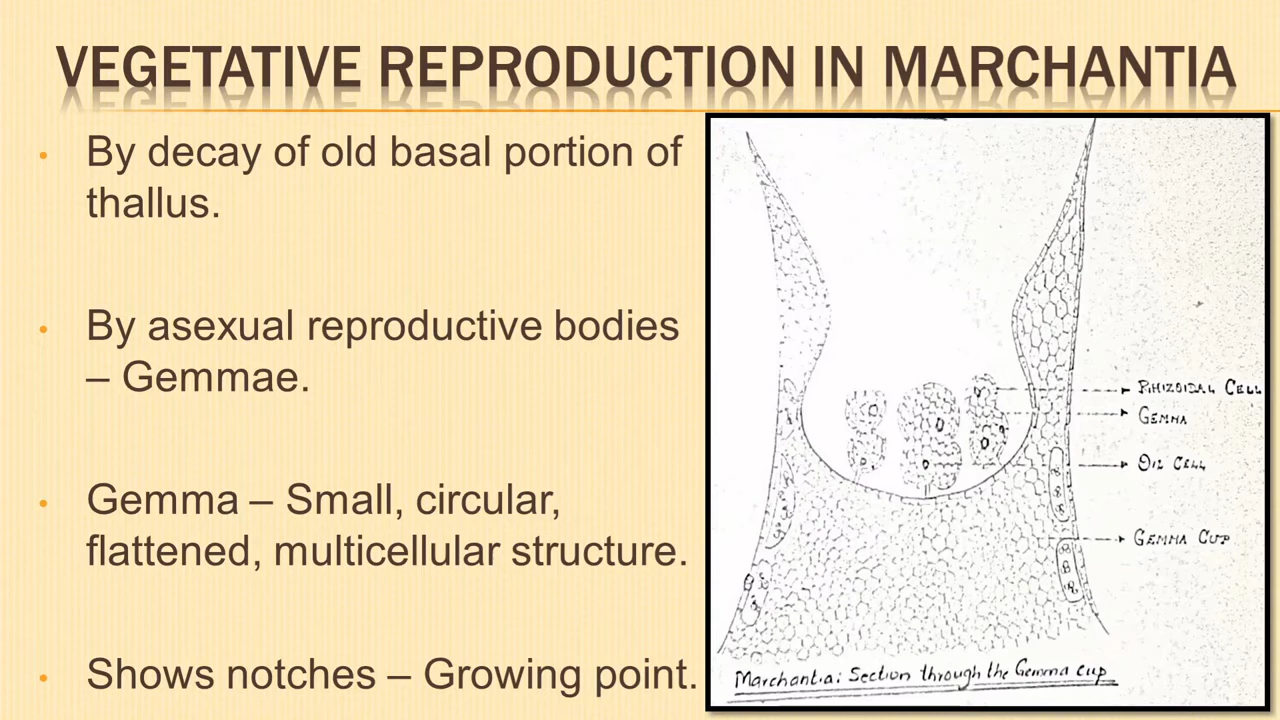 VEGETATIVE REPRODUCTION IN MARCHANTIA
• By decay of old basal portion of
thallus.
• By asexual reproductive bodies
– Gemmae.
• Gemma – Small, circular,
flattened, multicellular structure.
• Shows notches – Growing point.
RHIZOIDAL CELL
GEMMA
OIL CELL
GEMMA CUP
Marchantia: Section through the Gemma cup